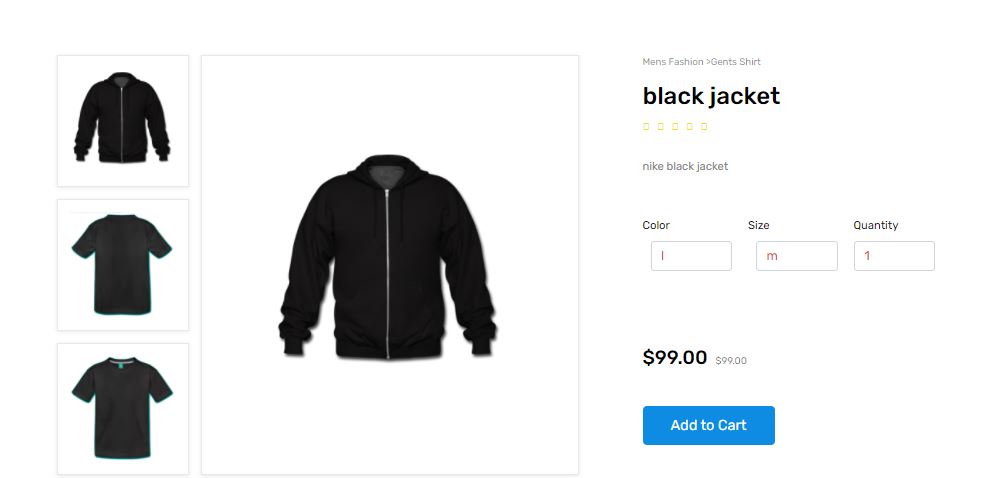 Mens Fashion >Gents Shirt
black jacket
nike black jacket
Color Size Quantity
l m 1
$99.00 $99.00
Add to Cart